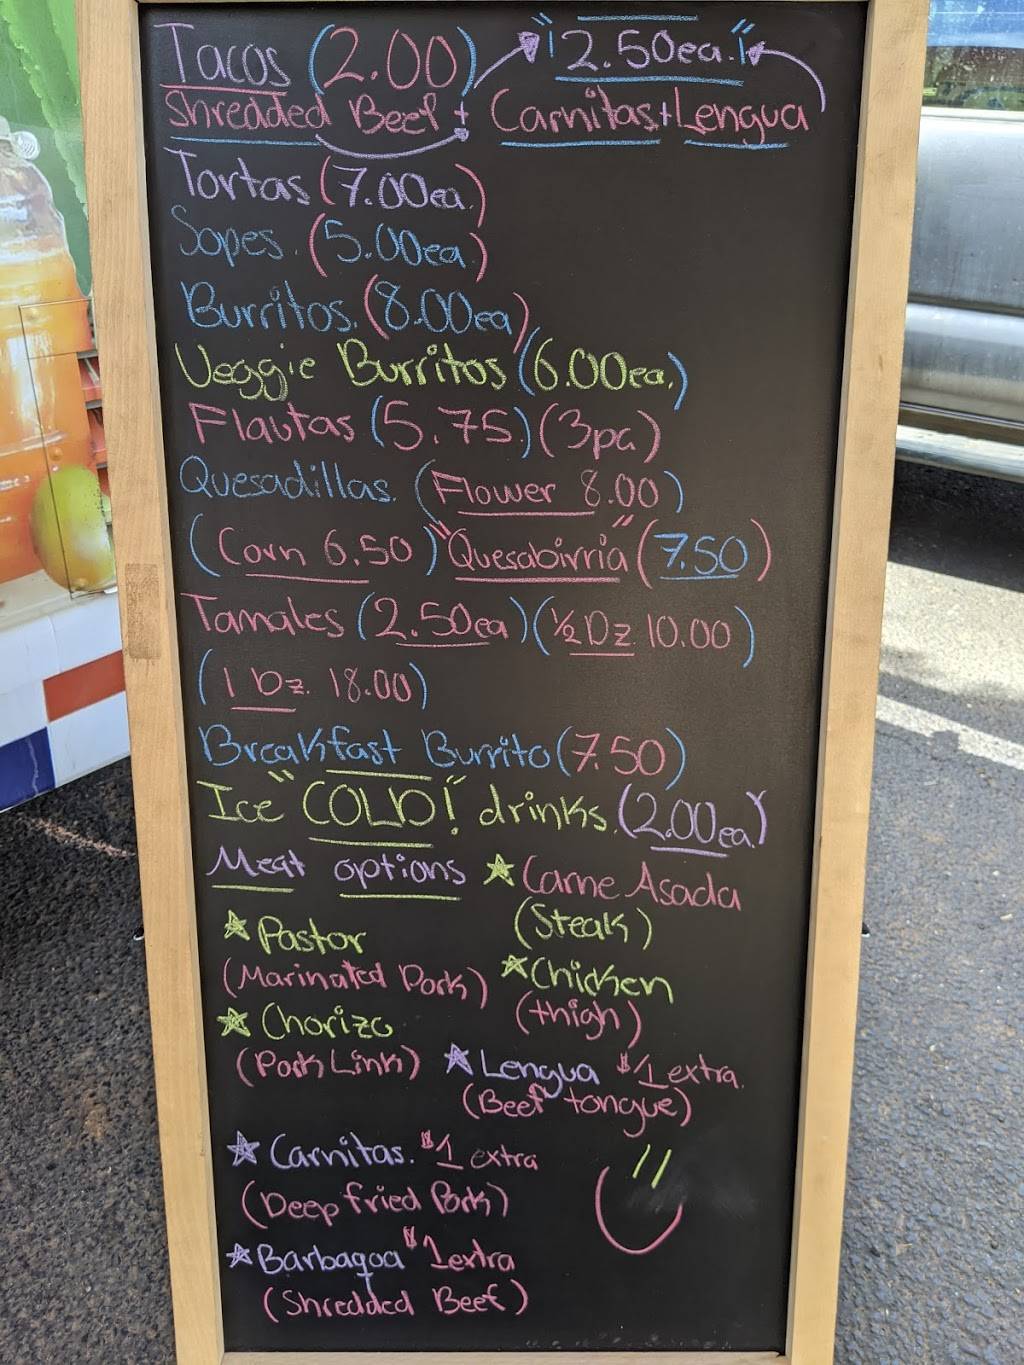 Tacos (2.00) "2.50ea."
Shredded Beef + Carnitas + Lengua
Tortas (7.00ea.)
Sopes. (5.00ea.)
Burritos. (8.00ea)
Veggie Burritos (6.00ea.)
Flautas (5.75) (3pa)
Quesadillas. (Flower 8.00)
(Corn 6.50) "Quesabirria" (7.50)
Tamales (2.50ea) (½ Dz 10.00)
(1 Dz. 18.00)
Breakfast Burrito (7.50)
Ice "COLD!" drinks. (2.00ea.)
Meat options ★ Carne Asada
(Steak)
★ Pastor
(Marinated Pork)
★ Chicken
(thigh)
★ Chorizo
(Pork Link)
★ Lengua $1 extra.
(Beef tongue)
★ Carnitas. $1 extra
(Deep fried Pork)
★ Barbaqoa $1 extra
(Shredded Beef)